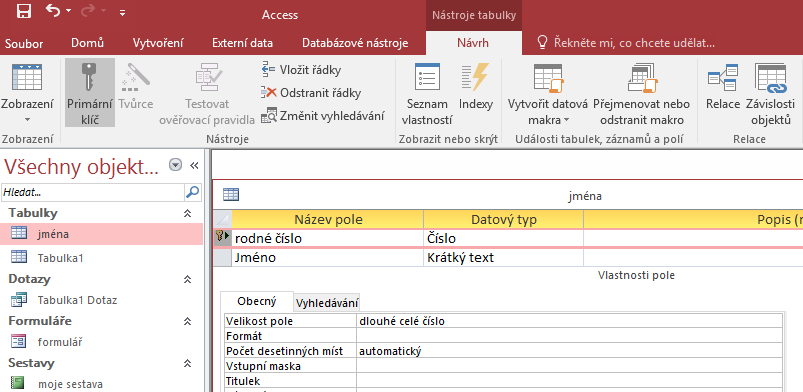 Access
Nástroje tabulky
Soubor Domů Vytvoření Externí data Databázové nástroje Návrh Řekněte mi, co chcete udělat...
Zobrazení
Primární klíč
Tvůrce
Testovat ověřovací pravidla
Vložit řádky
Odstranit řádky
Změnit vyhledávání
Seznam vlastností
Indexy
Vytvořit datová makra
Přejmenovat nebo odstranit makro
Relace
Závislosti objektů
Zobrazení Nástroje Zobrazit nebo skrýt Události tabulek, záznamů a polí Relace
Všechny objekt...
Hledat...
Tabulky
jména
Tabulka1
Dotazy
Tabulka1 Dotaz
Formuláře
formulář
Sestavy
moje sestava
jména
Název pole Datový typ Popis (n
rodné číslo Číslo
Jméno Krátký text
Vlastnosti pole
Obecný Vyhledávání
Velikost pole dlouhé celé číslo
Formát
Počet desetinných míst automatický
Vstupní maska
Titulek